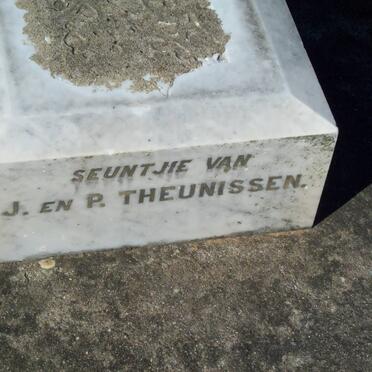 SEUNTJIE VAN
J. EN P. THEUNISSEN.